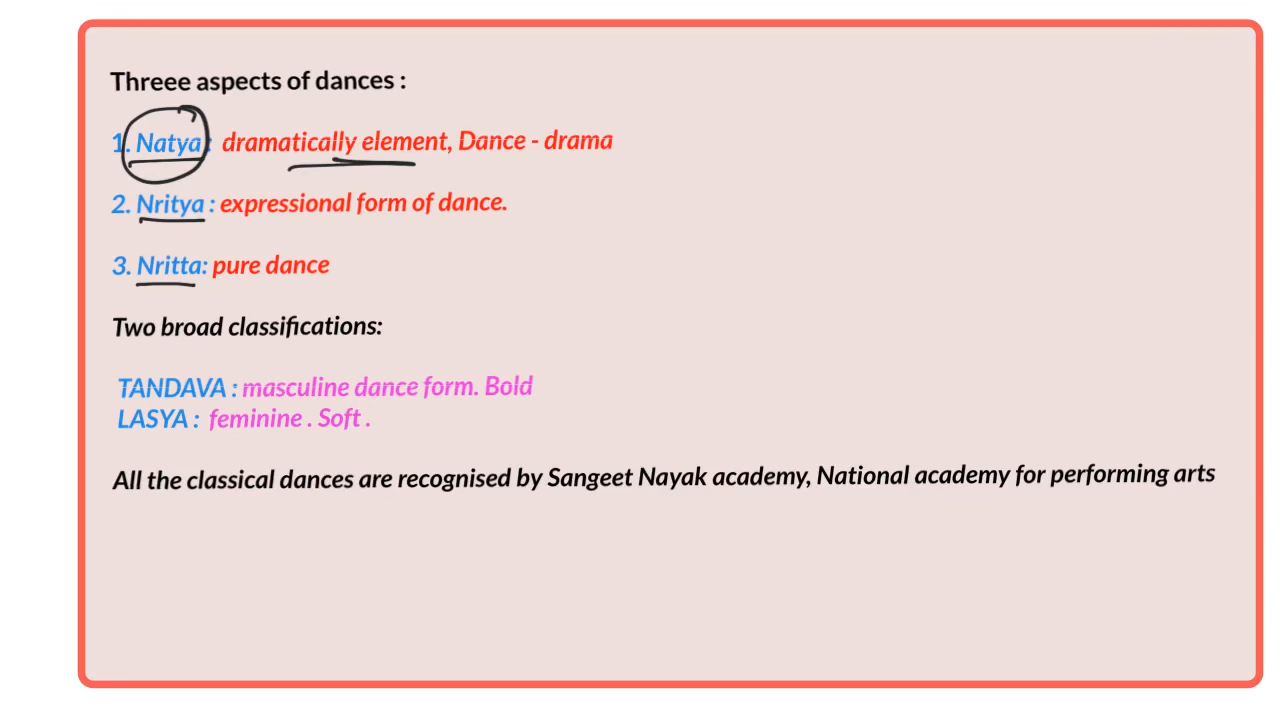 Threee aspects of dances :
1. Natya : dramatically element, Dance - drama
2. Nritya : expressional form of dance.
3. Nritta: pure dance
Two broad classifications:
TANDAVA : masculine dance form. Bold
LASYA : feminine . Soft .
All the classical dances are recognised by Sangeet Nayak academy, National academy for performing arts